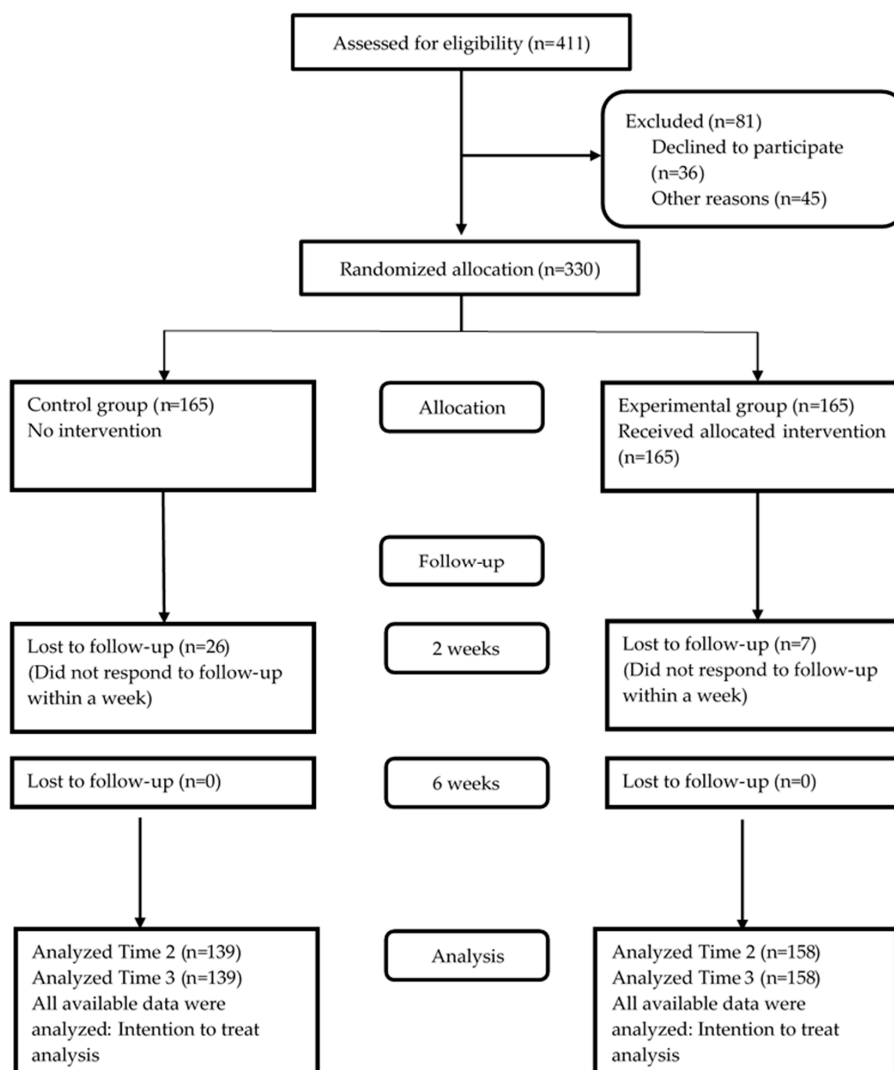 Assessed for eligibility (n=411)
Excluded (n=81)
Declined to participate
(n=36)
Other reasons (n=45)
Randomized allocation (n=330)
Control group (n=165)
No intervention
Allocation
Experimental group (n=165)
Received allocated intervention
(n=165)
Follow-up
Lost to follow-up (n=26)
(Did not respond to follow-up
within a week)
2 weeks
Lost to follow-up (n=7)
(Did not respond to follow-up
within a week)
Lost to follow-up (n=0)
6 weeks
Lost to follow-up (n=0)
Analyzed Time 2 (n=139)
Analyzed Time 3 (n=139)
All available data were
analyzed: Intention to treat
analysis
Analysis
Analyzed Time 2 (n=158)
Analyzed Time 3 (n=158)
All available data were
analyzed: Intention to treat
analysis